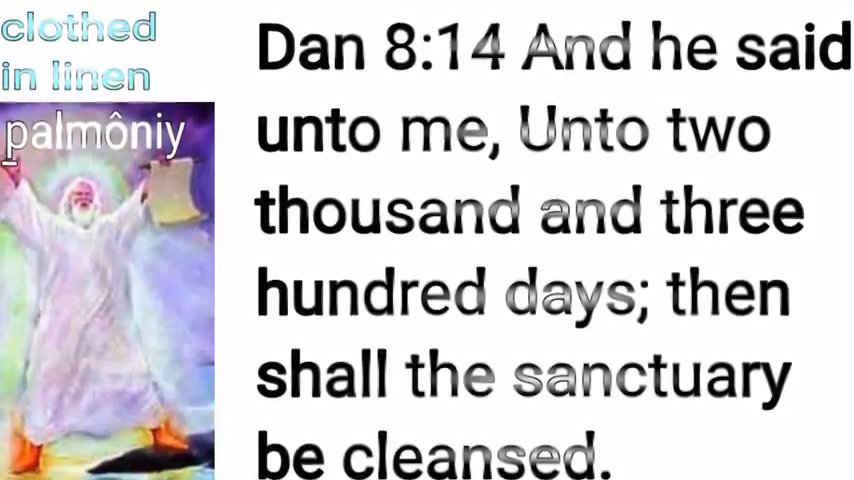 clothed
in linen
palmôniy
Dan 8:14 And he said
unto me, Unto two
thousand and three
hundred days; then
shall the sanctuary
be cleansed.